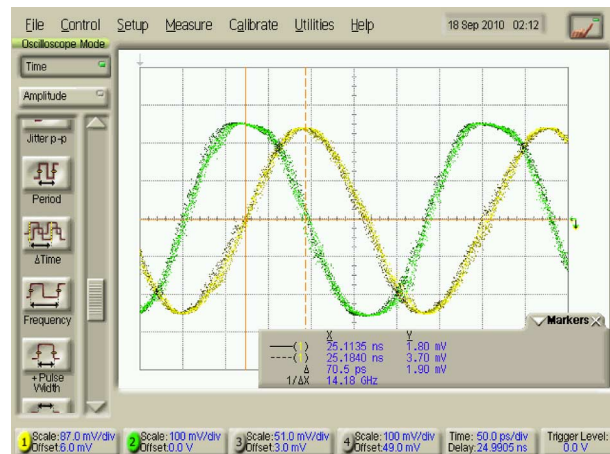 File Control Setup Measure Calibrate Utilities Help 18 Sep 2010 02:12
Oscilloscope Mode
Time
Amplitude
Jitter p-p
Period
ΔTime
Frequency
+ Pulse
Width
Markers
X Y
——( ) 25.1135 ns 1.80 mV
----( ) 25.1840 ns 3.70 mV
Δ 70.5 ps 1.90 mV
1/ΔX 14.18 GHz
1 Scale:87.0 mV/div 2 Scale:100 mV/div 3 Scale:51.0 mV/div 4 Scale:100 mV/div Time:50.0 ps/div Trigger Level:
Offset:6.0 mV Offset:0.0 V Offset:3.0 mV Offset:49.0 mV Delay:24.9905 ns 0.0 V